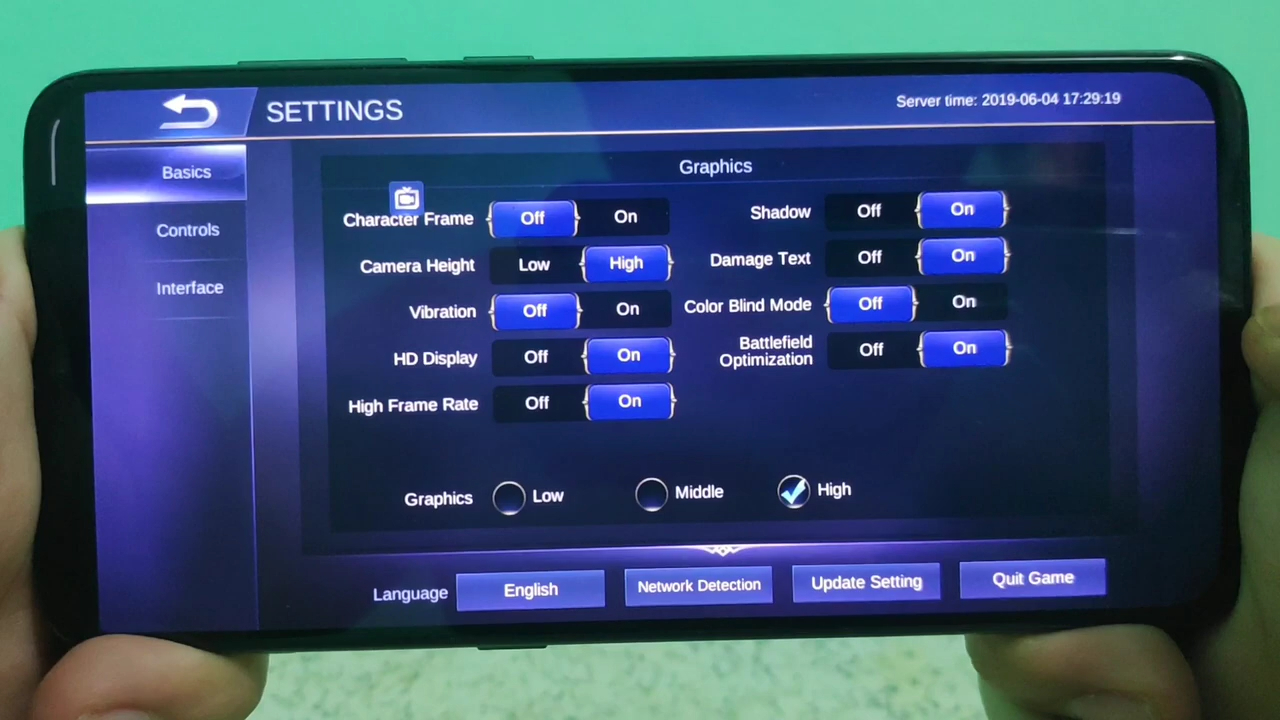 SETTINGS
Server time: 2019-06-04 17:29:19
Basics
Controls
Interface
Graphics
Character Frame Off On
Shadow Off On
Camera Height Low High
Damage Text Off On
Vibration Off On
Color Blind Mode Off On
HD Display Off On
Battlefield
Optimization Off On
High Frame Rate Off On
Graphics Low Middle High
Language English Network Detection Update Setting Quit Game